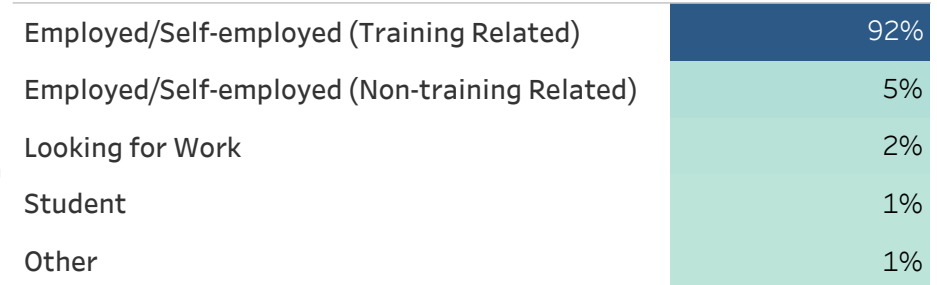 Employed/Self-employed (Training Related) 92%
Employed/Self-employed (Non-training Related) 5%
Looking for Work 2%
Student 1%
Other 1%